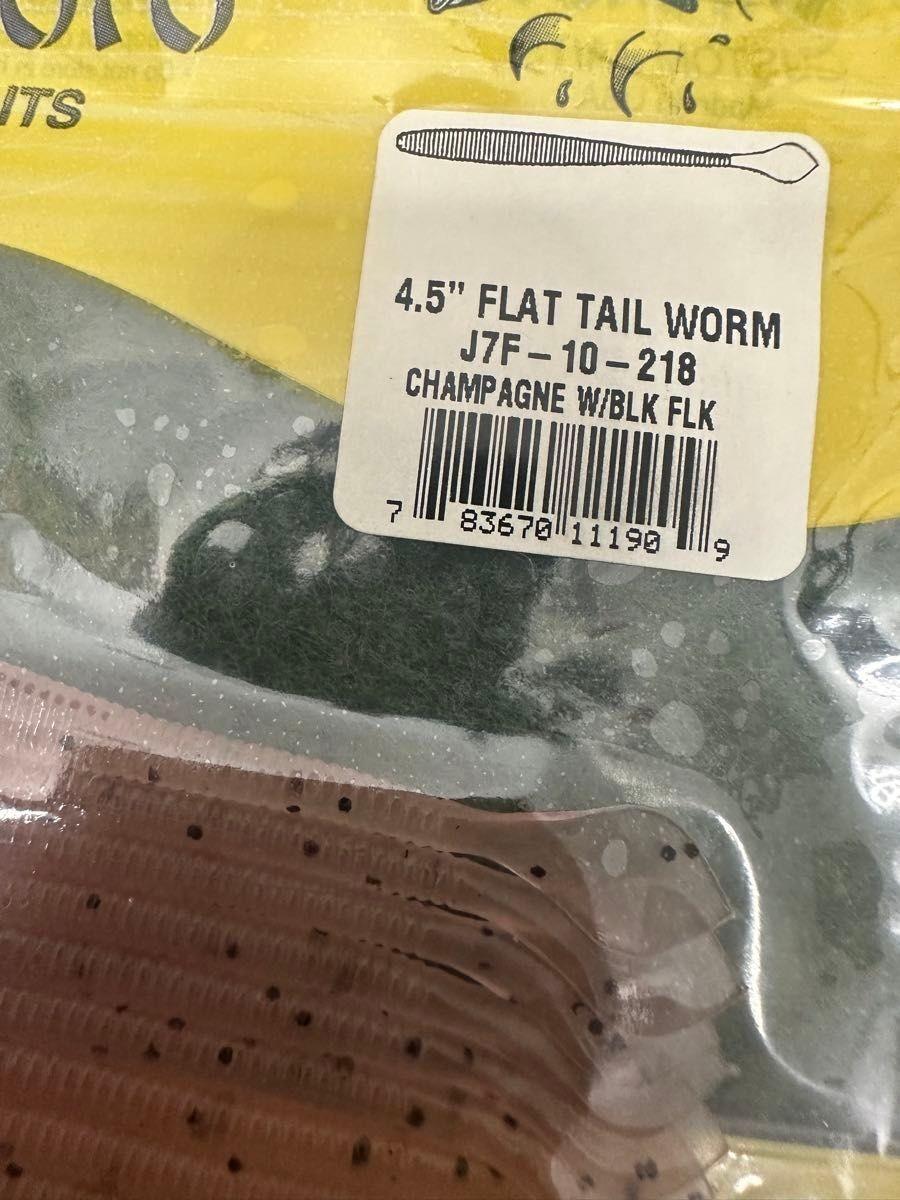 ITS
4.5” FLAT TAIL WORM
J7F – 10 – 218
CHAMPAGNE W/BLK FLK
7 83670 11190 9